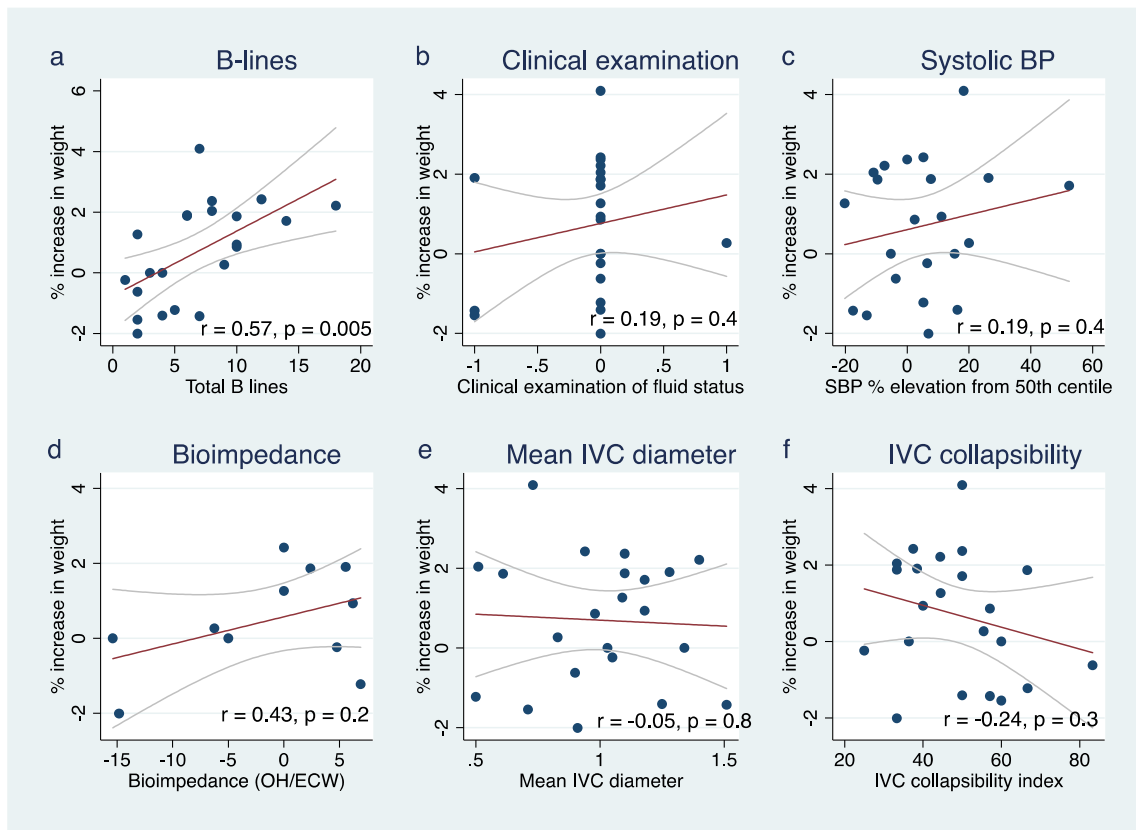 a B-lines
% increase in weight
6
4
2
0
-2
r = 0.57, p = 0.005
0 5 10 15 20
Total B lines
b Clinical examination
% increase in weight
4
2
0
-2
r = 0.19, p = 0.4
-1 -.5 0 .5 1
Clinical examination of fluid status
c Systolic BP
% increase in weight
4
2
0
-2
r = 0.19, p = 0.4
-20 0 20 40 60
SBP % elevation from 50th centile
d Bioimpedance
% increase in weight
4
2
0
-2
r = 0.43, p = 0.2
-15 -10 -5 0 5
Bioimpedance (OH/ECW)
e Mean IVC diameter
% increase in weight
4
2
0
-2
r = -0.05, p = 0.8
.5 1 1.5
Mean IVC diameter
f IVC collapsibility
% increase in weight
4
2
0
-2
r = -0.24, p = 0.3
20 40 60 80
IVC collapsibility index